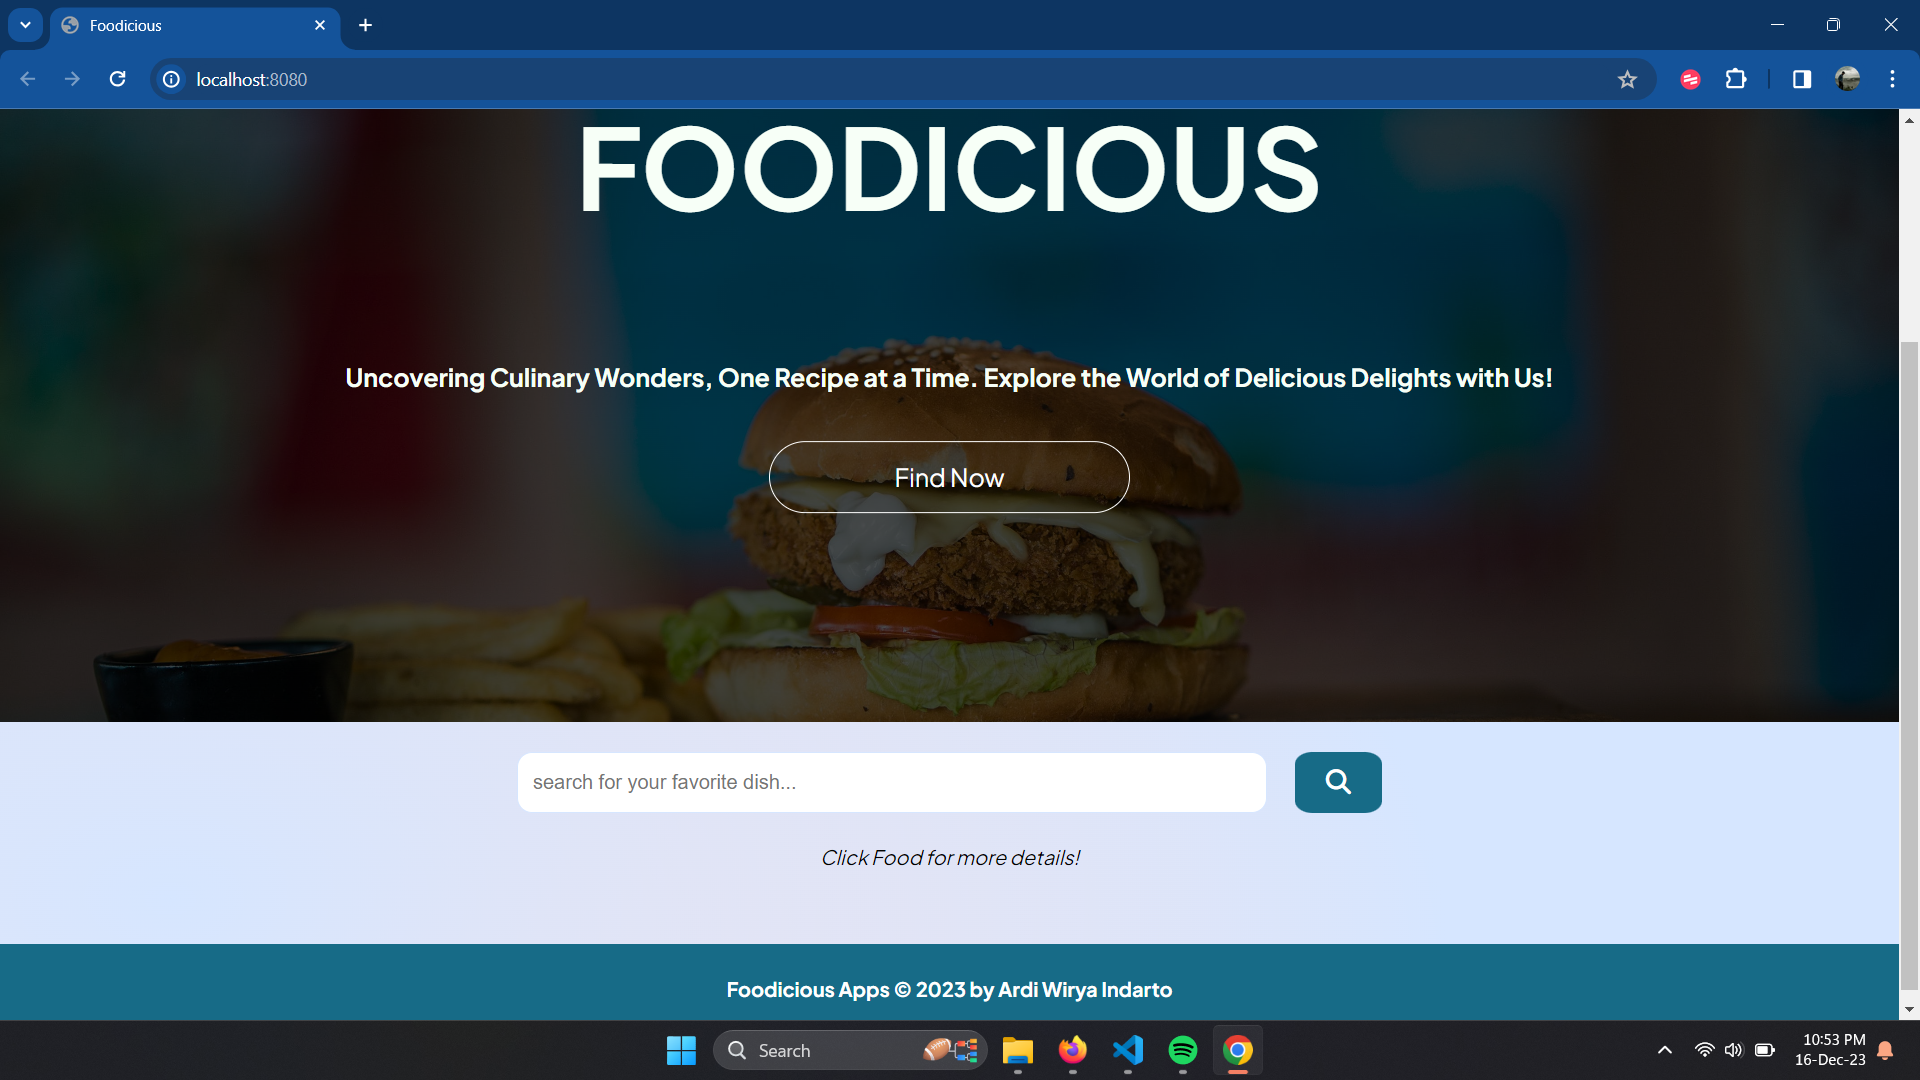 Foodicious
localhost:8080
FOODICIOUS
Uncovering Culinary Wonders, One Recipe at a Time. Explore the World of Delicious Delights with Us!
Find Now
search for your favorite dish...
Click Food for more details!
Foodicious Apps © 2023 by Ardi Wirya Indarto
Search
10:53 PM
16-Dec-23